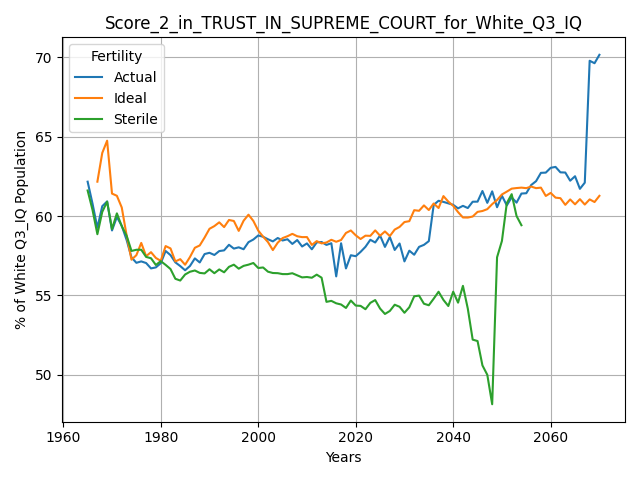 Score_2_in_TRUST_IN_SUPREME_COURT_for_White_Q3_IQ
Fertility
Actual
Ideal
Sterile
% of White Q3_IQ Population
70
65
60
55
50
1960
1980
2000
2020
2040
2060
Years